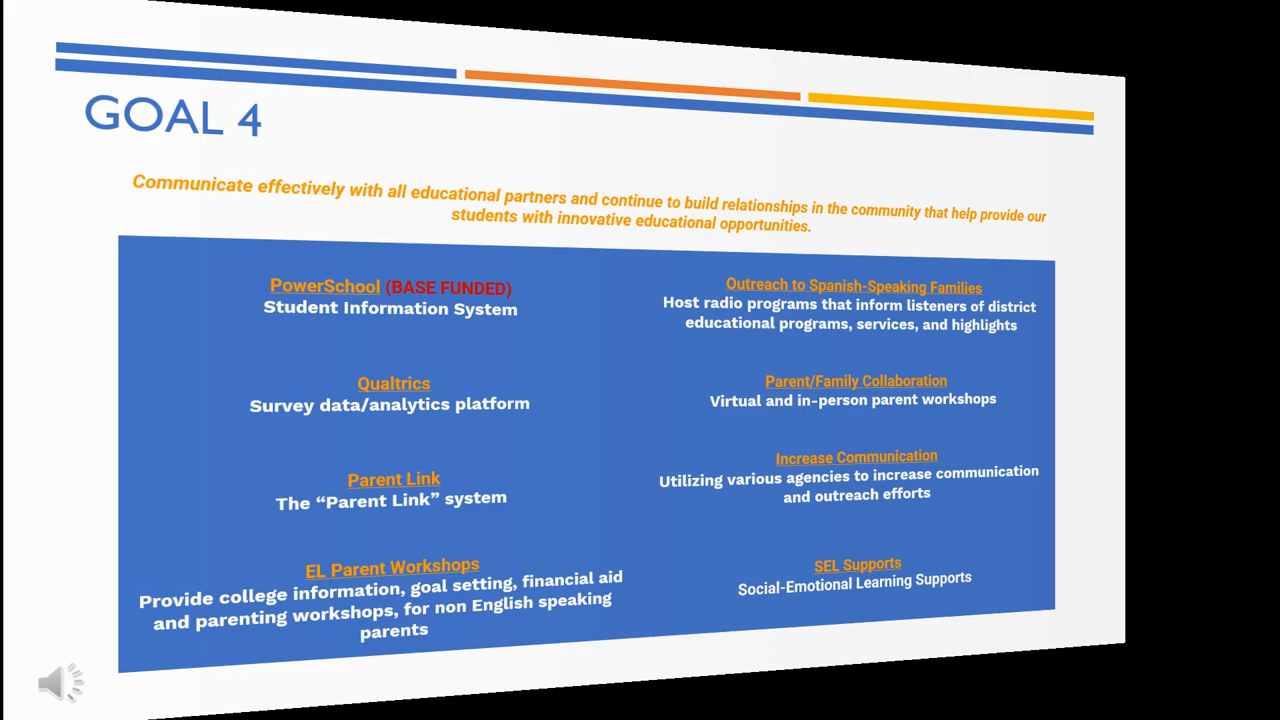 GOAL 4
Communicate effectively with all educational partners and continue to build relationships in the community that help provide our
students with innovative educational opportunities.
PowerSchool (BASE FUNDED)
Student Information System
Qualtrics
Survey data/analytics platform
Parent Link
The “Parent Link” system
EL Parent Workshops
Provide college information, goal setting, financial aid
and parenting workshops, for non English speaking
parents
Outreach to Spanish-Speaking Families
Host radio programs that inform listeners of district
educational programs, services, and highlights
Parent/Family Collaboration
Virtual and in-person parent workshops
Increase Communication
Utilizing various agencies to increase communication
and outreach efforts
SEL Supports
Social-Emotional Learning Supports